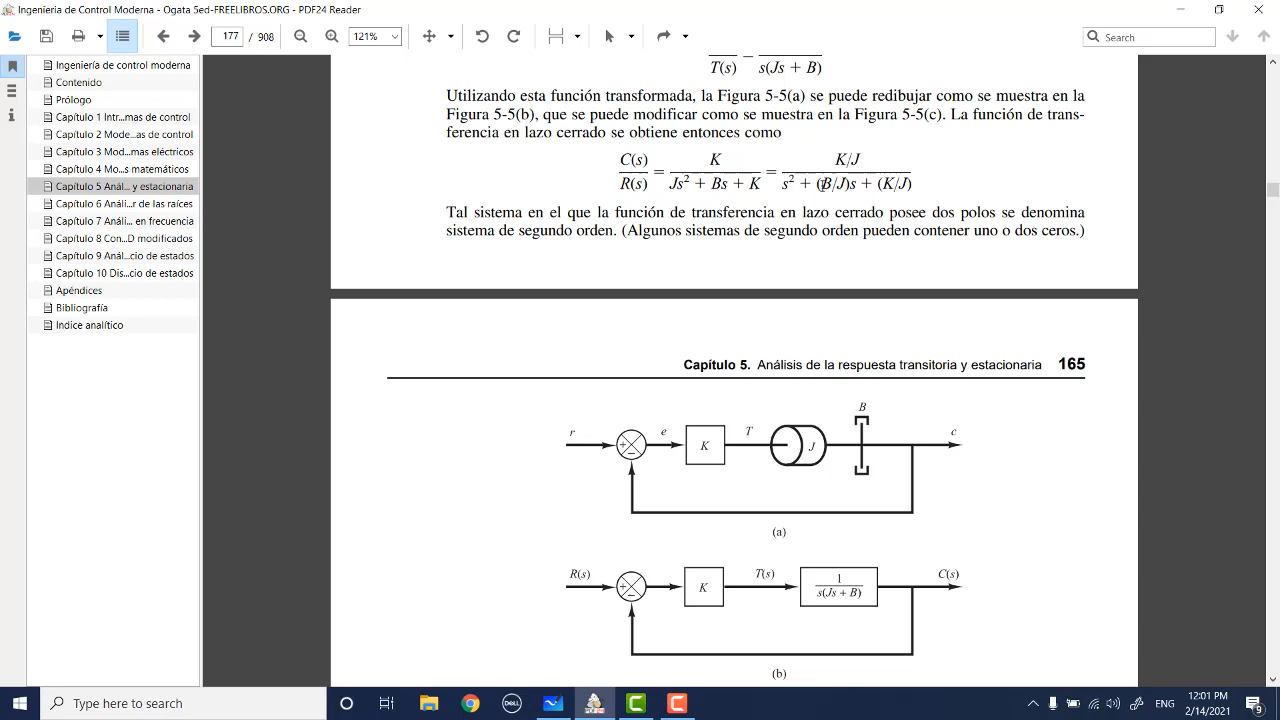 Ingeniería de Control Moderna - Ogata 5ed-FREELIBROS.ORG - PDF24 Reader
177 / 908
121%
Search
Ingeniería de control moderna
Contenido
Prólogo
Capítulo 1 Intr...mas de control
Capítulo 2 Mode...as de control
Capítulo 3 Mod...mas eléctricos
Capítulo 4 Mo...s matemáticos
Capítulo 5 Aná... y estacionaria
Capítulo 6 Anál...r de las raíces
Capítulo 7 Análi... en frecuencia
Capítulo 8 Con...D modificados
Capítulo 9 Anál...cio de estados
Capítulo 10 Dis...cio de estados
Apéndices
Bibliografía
Indice analítico
T(s) − s(Js + B)
Utilizando esta función transformada, la Figura 5-5(a) se puede redibujar como se muestra en la
Figura 5-5(b), que se puede modificar como se muestra en la Figura 5-5(c). La función de trans-
ferencia en lazo cerrado se obtiene entonces como
C(s) K K/J
R(s) = Js² + Bs + K = s² + (B/J)s + (K/J)
Tal sistema en el que la función de transferencia en lazo cerrado posee dos polos se denomina
sistema de segundo orden. (Algunos sistemas de segundo orden pueden contener uno o dos ceros.)
Capítulo 5. Análisis de la respuesta transitoria y estacionaria 165
B
r e T c
+ K J
−
(a)
R(s) T(s) 1 C(s)
+ K s(Js + B)
−
(b)
Type here to search
DELL
ENG
12:01 PM
2/14/2021
9